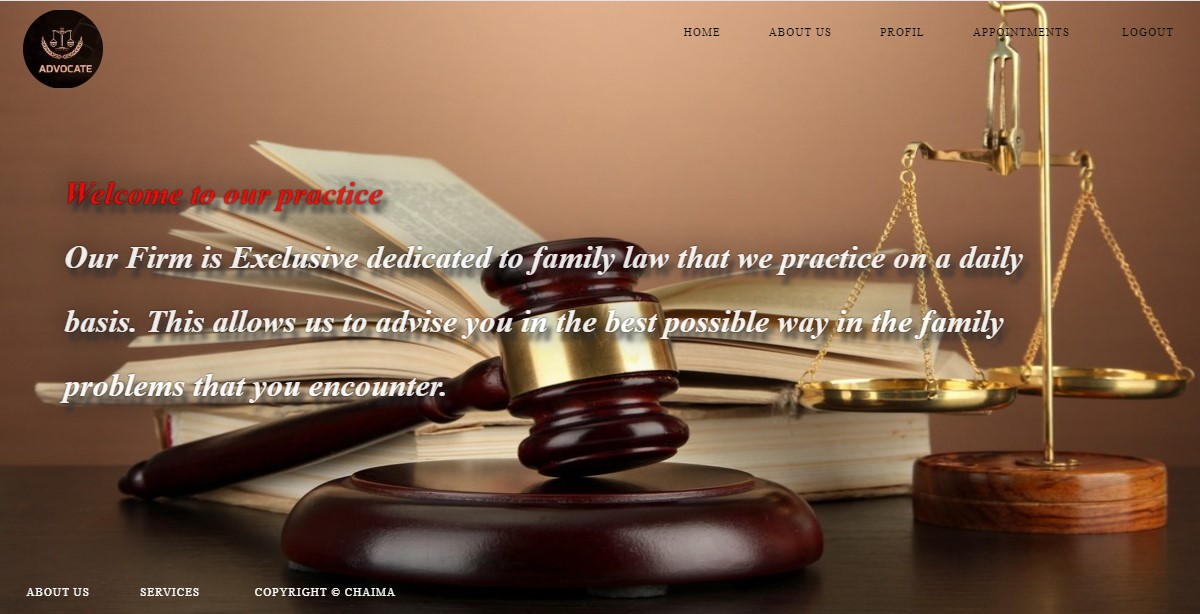 ADVOCATE
HOME ABOUT US PROFIL APPOINTMENTS LOGOUT
Welcome to our practice
Our Firm is Exclusive dedicated to family law that we practice on a daily
basis. This allows us to advise you in the best possible way in the family
problems that you encounter.
ABOUT US SERVICES COPYRIGHT © CHAIMA